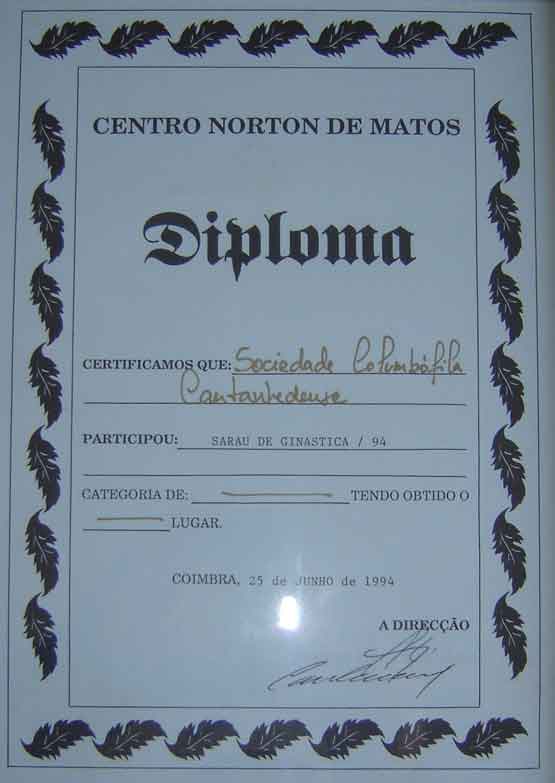 CENTRO NORTON DE MATOS
Diploma
CERTIFICAMOS QUE: Sociedade Columbófila
Cantanhedense
PARTICIPOU: SARAU DE GINASTICA / 94
CATEGORIA DE: TENDO OBTIDO O
LUGAR.
COIMBRA, 25 de JUNHO de 1994
A DIRECÇÃO